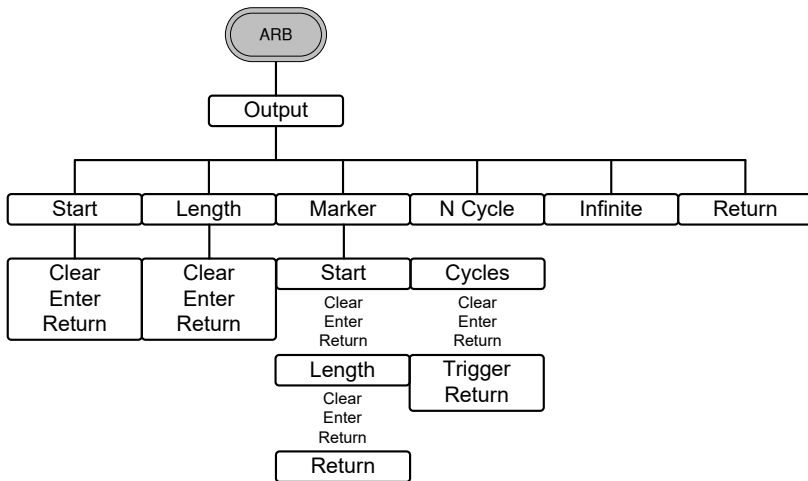 ARB
Output
Start
Length
Marker
N Cycle
Infinite
Return
Clear
Enter
Return
Clear
Enter
Return
Start
Clear
Enter
Return
Length
Clear
Enter
Return
Return
Cycles
Clear
Enter
Return
Trigger
Return